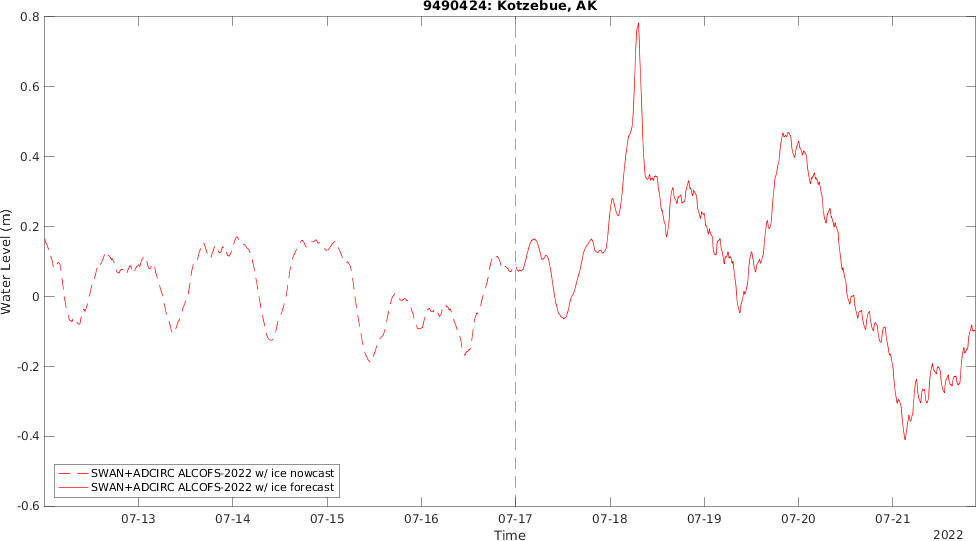 9490424: Kotzebue, AK
Water Level (m)
0.8
0.6
0.4
0.2
0
-0.2
-0.4
-0.6
SWAN+ADCIRC ALCOFS-2022 w/ ice nowcast
SWAN+ADCIRC ALCOFS-2022 w/ ice forecast
07-13 07-14 07-15 07-16 07-17 07-18 07-19 07-20 07-21
Time
2022